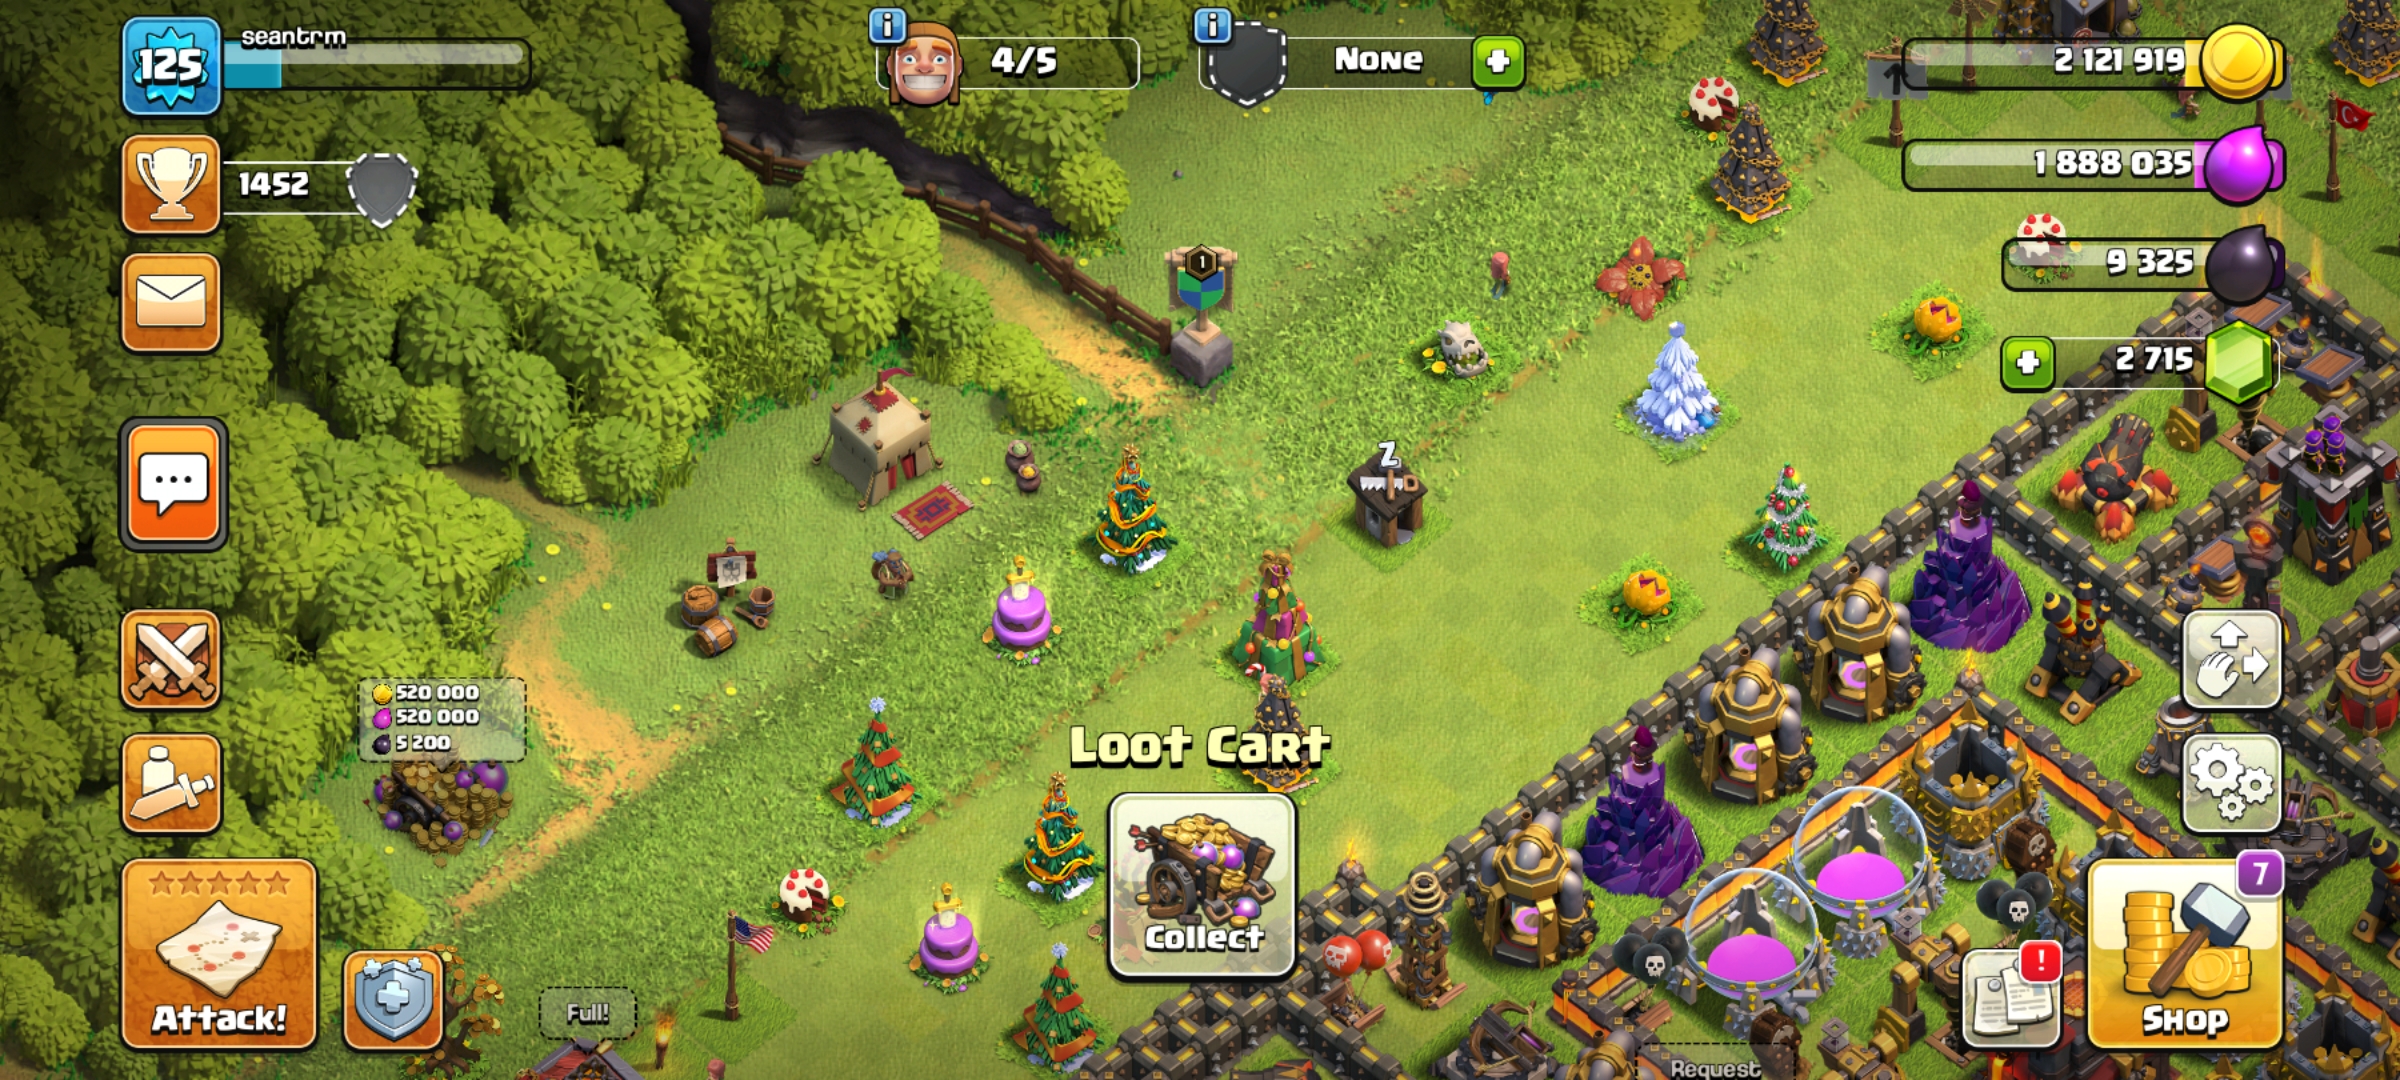 125
seantrm
4/5
None
2 121 919
1452
1 888 035
9 325
1
2 715
Z
520 000
520 000
5 200
Loot Cart
Collect
7
Attack!
Full!
!
Shop
Request